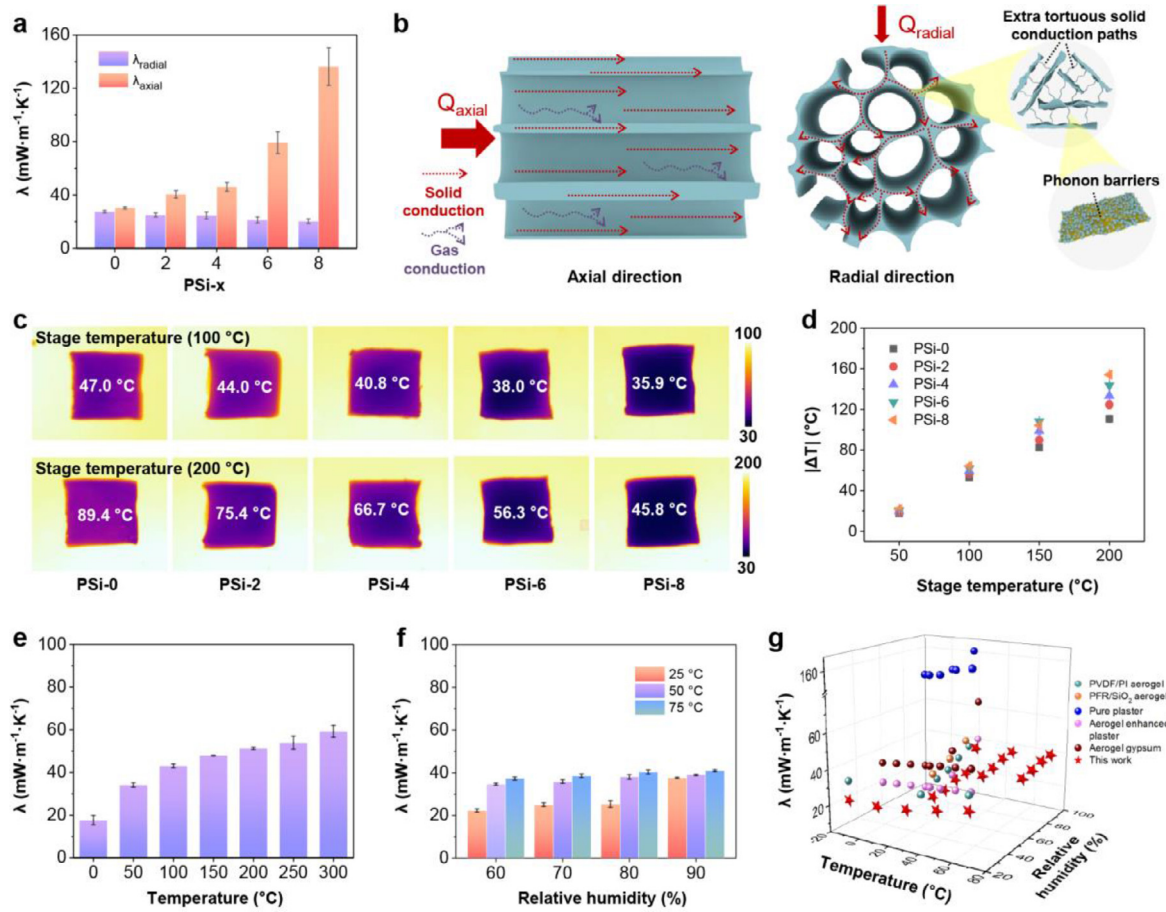 a
λ (mW·m⁻¹·K⁻¹)
160
120
80
40
0
λradial
λaxial
0 2 4 6 8
PSi-x
b
Qaxial
Solid
conduction
Gas
conduction
Axial direction
Qradial
Radial direction
Extra tortuous solid
conduction paths
Phonon barriers
c
Stage temperature (100 °C)
47.0 °C 44.0 °C 40.8 °C 38.0 °C 35.9 °C
100
30
Stage temperature (200 °C)
89.4 °C 75.4 °C 66.7 °C 56.3 °C 45.8 °C
200
30
PSi-0 PSi-2 PSi-4 PSi-6 PSi-8
d
|ΔT| (°C)
200
160
120
80
40
0
PSi-0
PSi-2
PSi-4
PSi-6
PSi-8
50 100 150 200
Stage temperature (°C)
e
λ (mW·m⁻¹·K⁻¹)
100
80
60
40
20
0
0 50 100 150 200 250 300
Temperature (°C)
f
λ (mW·m⁻¹·K⁻¹)
100
80
60
40
20
0
25 °C
50 °C
75 °C
60 70 80 90
Relative humidity (%)
g
λ (mW·m⁻¹·K⁻¹)
160
60
40
20
-20 0 20 40 60 80
Temperature (°C)
20 40 60 80 100
Relative
humidity (%)
PVDF/PI aerogel
PFR/SiO₂ aerogel
Pure plaster
Aerogel enhanced
plaster
Aerogel gypsum
This work